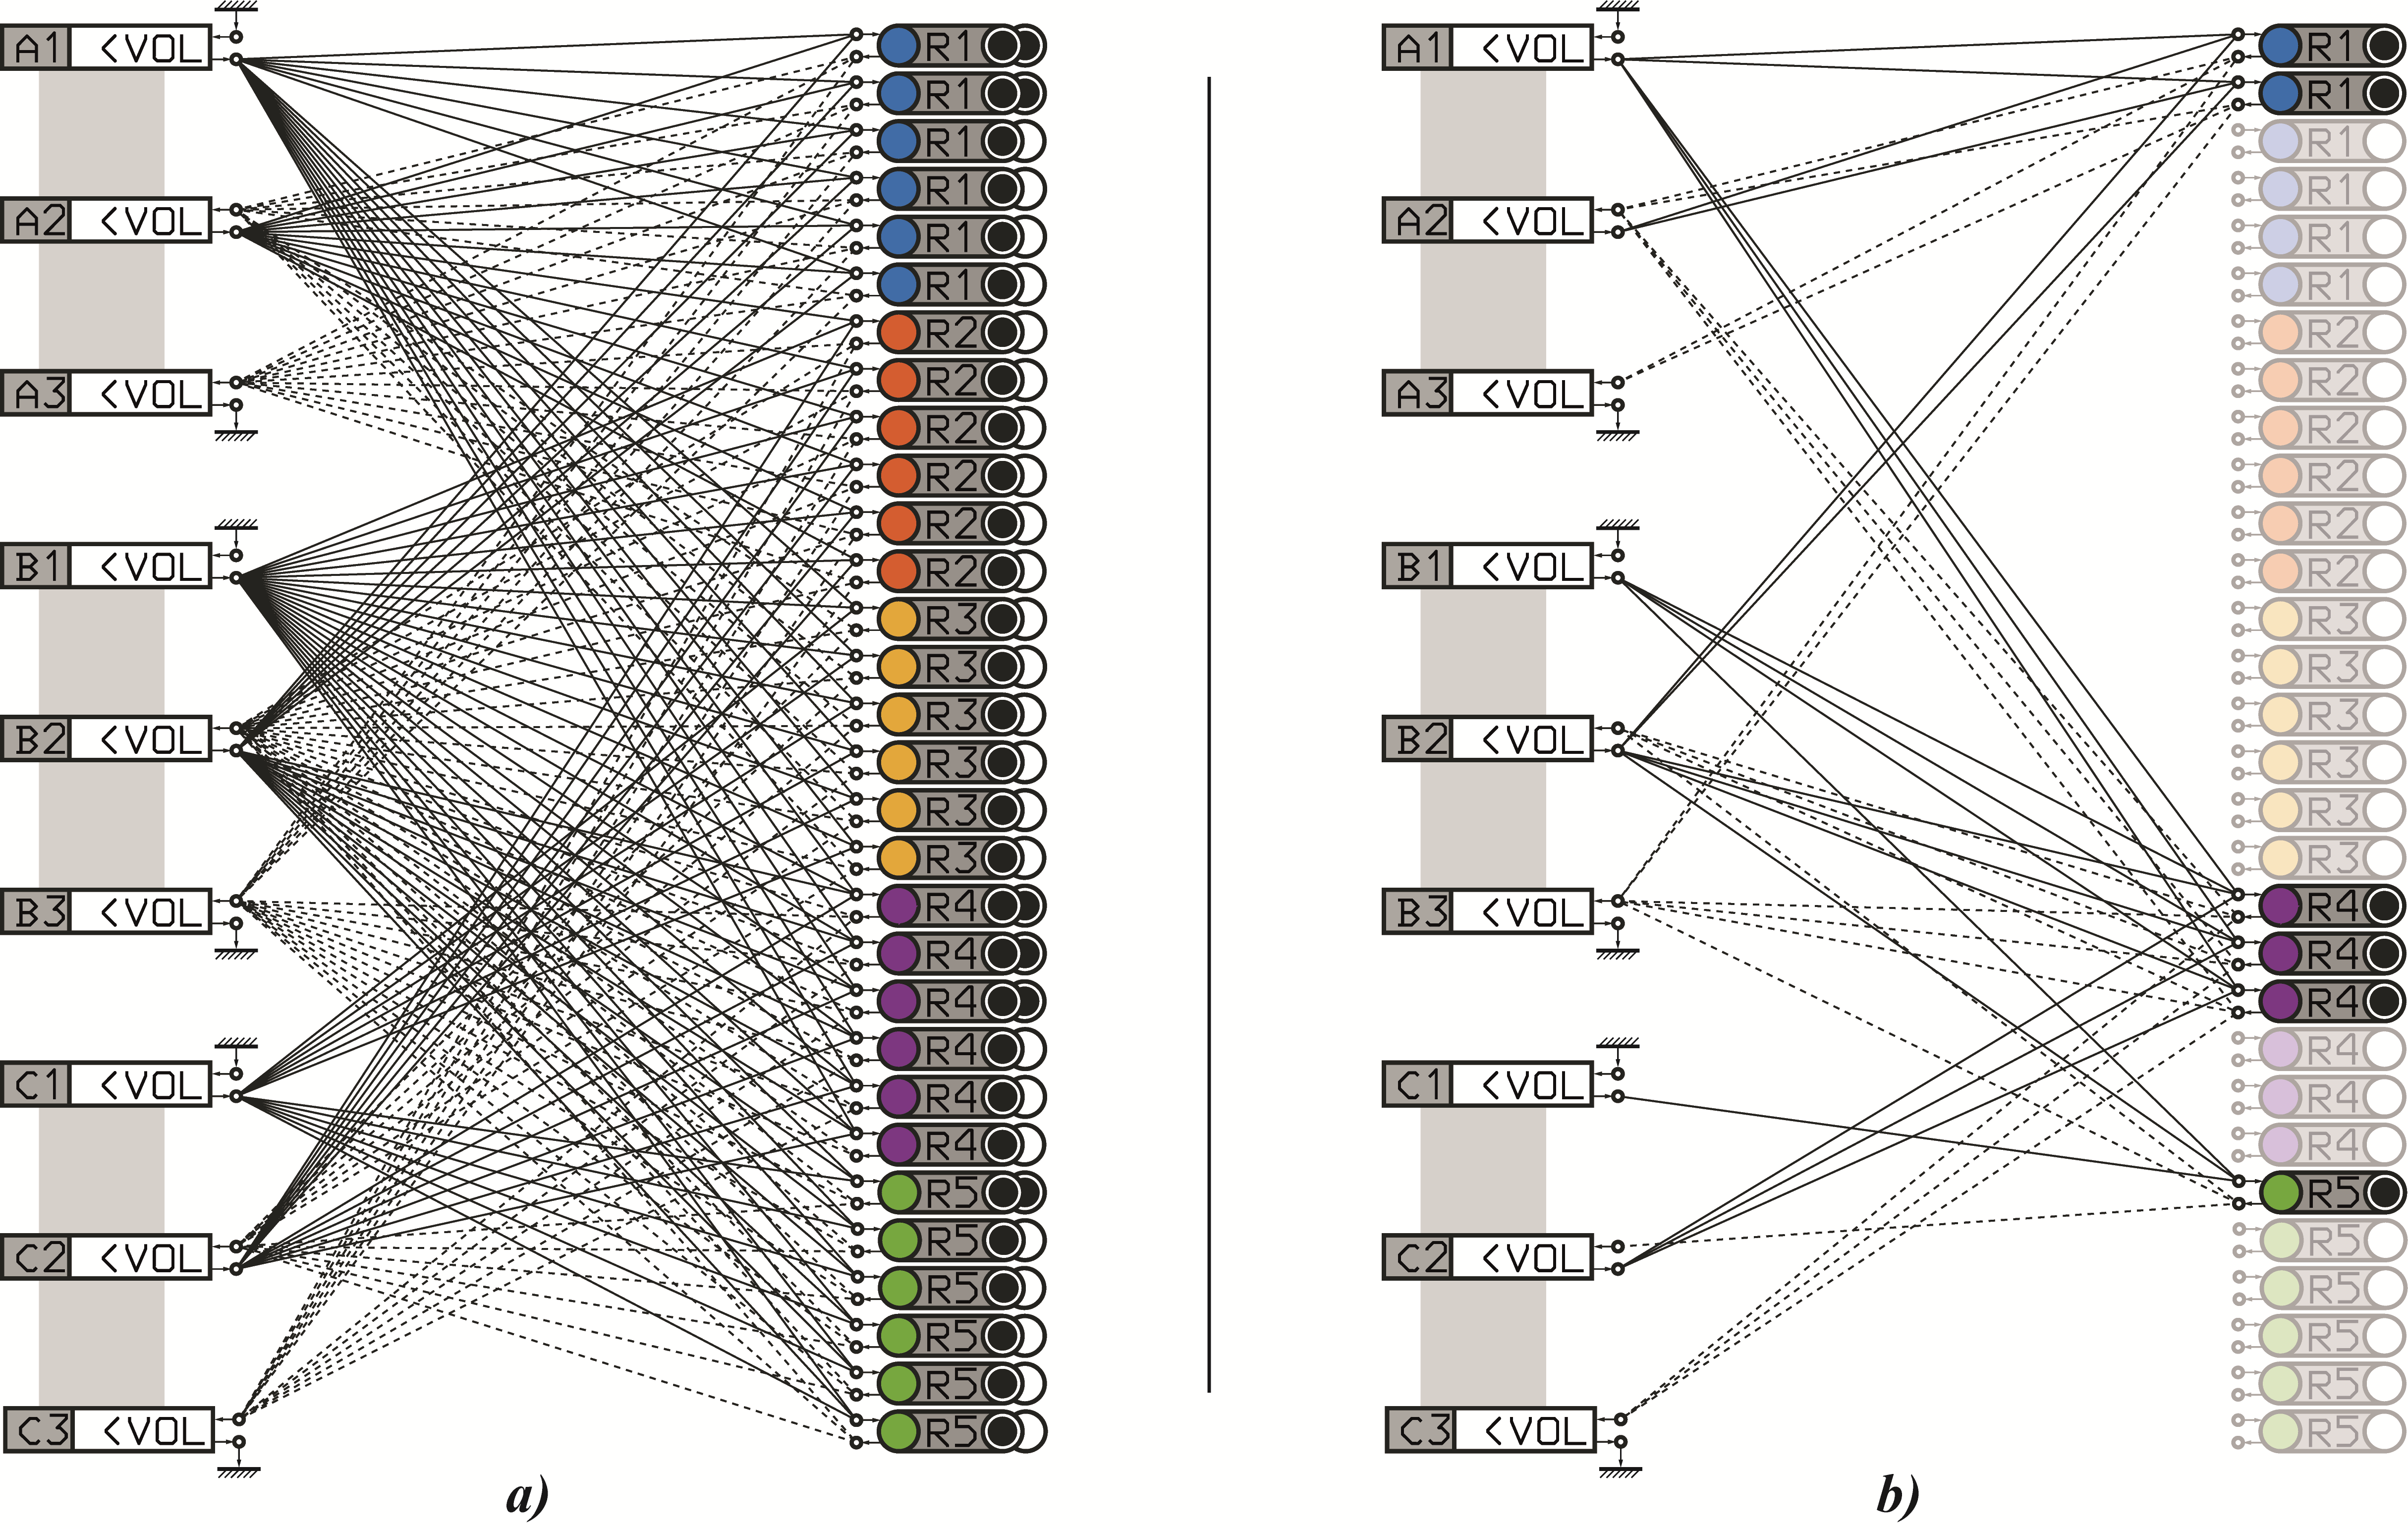 A1 <VOL
A2 <VOL
A3 <VOL
B1 <VOL
B2 <VOL
B3 <VOL
C1 <VOL
C2 <VOL
C3 <VOL
R1
R1
R1
R1
R1
R1
R2
R2
R2
R2
R2
R2
R3
R3
R3
R3
R3
R3
R4
R4
R4
R4
R4
R4
R5
R5
R5
R5
R5
R5
a)
A1 <VOL
A2 <VOL
A3 <VOL
B1 <VOL
B2 <VOL
B3 <VOL
C1 <VOL
C2 <VOL
C3 <VOL
R1
R1
R1
R1
R1
R1
R2
R2
R2
R2
R2
R2
R3
R3
R3
R3
R3
R3
R4
R4
R4
R4
R4
R4
R5
R5
R5
R5
R5
R5
b)